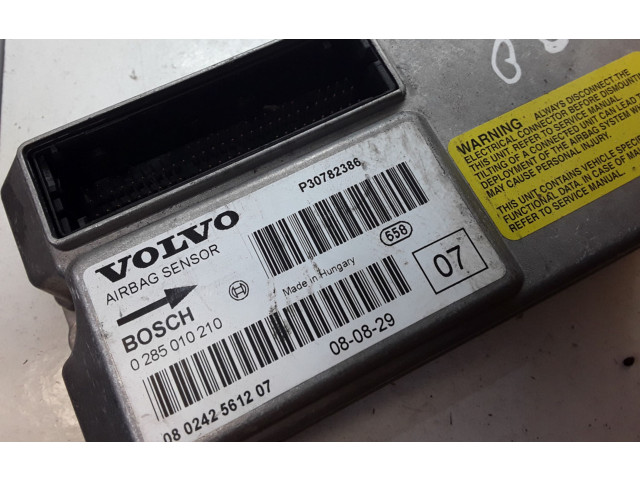 P30782386
VOLVO
AIRBAG SENSOR
658
07
Made in Hungary
BOSCH
0 285 010 210
08-08-29
08 0242 5612 07
WARNING
ALWAYS DISCONNECT THE
ELECTRICAL CONNECTOR BEFORE DISMOUNTING
THIS UNIT, REFER TO SERVICE MANUAL.
TILTING OF A CONNECTED UNIT CAN LEAD TO
DEPLOYMENT OF THE AIRBAG SYSTEM
MAY CAUSE PERSONAL INJURY.
THIS UNIT CONTAINS VEHICLE SPECIFIC
FUNCTIONAL DATA, IN CASE OF
REFER TO SERVICE MANUAL.